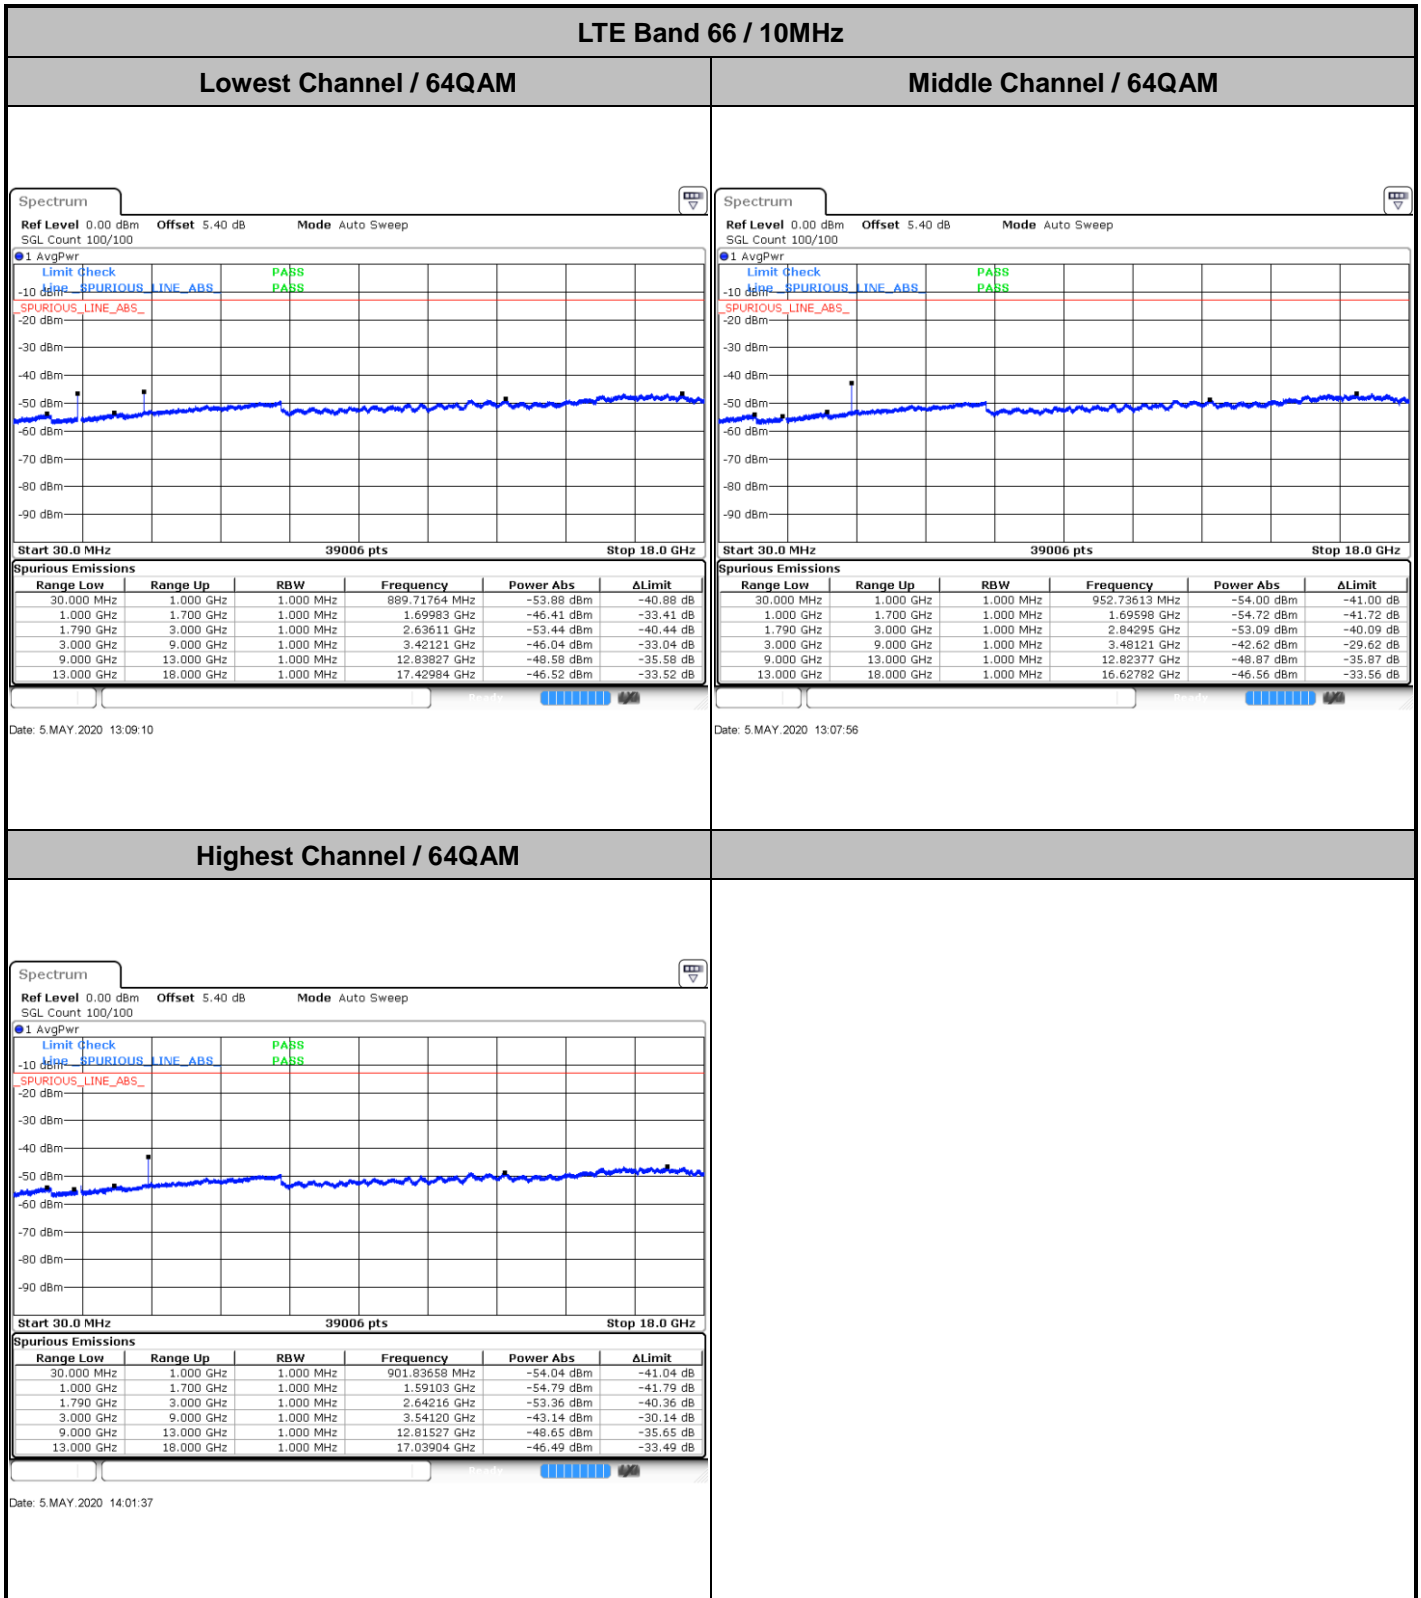 LTE Band 66 / 10MHz
Lowest Channel / 64QAM
Middle Channel / 64QAM
Spectrum
Ref Level 0.00 dBm Offset 5.40 dB Mode Auto Sweep
SGL Count 100/100
1 AvgPwr
Limit Check PASS
Line _SPURIOUS_LINE_ABS_ PASS
-10 dBm
_SPURIOUS_LINE_ABS_
-20 dBm
-30 dBm
-40 dBm
-50 dBm
-60 dBm
-70 dBm
-80 dBm
-90 dBm
Start 30.0 MHz 39006 pts Stop 18.0 GHz
Spurious Emissions
Range Low Range Up RBW Frequency Power Abs ΔLimit
30.000 MHz 1.000 GHz 1.000 MHz 889.71764 MHz -53.88 dBm -40.88 dB
1.000 GHz 1.700 GHz 1.000 MHz 1.69983 GHz -46.41 dBm -33.41 dB
1.790 GHz 3.000 GHz 1.000 MHz 2.63611 GHz -53.44 dBm -40.44 dB
3.000 GHz 9.000 GHz 1.000 MHz 3.42121 GHz -46.04 dBm -33.04 dB
9.000 GHz 13.000 GHz 1.000 MHz 12.83827 GHz -48.58 dBm -35.58 dB
13.000 GHz 18.000 GHz 1.000 MHz 17.42984 GHz -46.52 dBm -33.52 dB
Date: 5.MAY.2020 13:09:10
Spectrum
Ref Level 0.00 dBm Offset 5.40 dB Mode Auto Sweep
SGL Count 100/100
1 AvgPwr
Limit Check PASS
Line _SPURIOUS_LINE_ABS_ PASS
-10 dBm
_SPURIOUS_LINE_ABS_
-20 dBm
-30 dBm
-40 dBm
-50 dBm
-60 dBm
-70 dBm
-80 dBm
-90 dBm
Start 30.0 MHz 39006 pts Stop 18.0 GHz
Spurious Emissions
Range Low Range Up RBW Frequency Power Abs ΔLimit
30.000 MHz 1.000 GHz 1.000 MHz 952.73613 MHz -54.00 dBm -41.00 dB
1.000 GHz 1.700 GHz 1.000 MHz 1.69598 GHz -54.72 dBm -41.72 dB
1.790 GHz 3.000 GHz 1.000 MHz 2.84295 GHz -53.09 dBm -40.09 dB
3.000 GHz 9.000 GHz 1.000 MHz 3.48121 GHz -42.62 dBm -29.62 dB
9.000 GHz 13.000 GHz 1.000 MHz 12.82377 GHz -48.87 dBm -35.87 dB
13.000 GHz 18.000 GHz 1.000 MHz 16.62782 GHz -46.56 dBm -33.56 dB
Date: 5.MAY.2020 13:07:56
Highest Channel / 64QAM
Spectrum
Ref Level 0.00 dBm Offset 5.40 dB Mode Auto Sweep
SGL Count 100/100
1 AvgPwr
Limit Check PASS
Line _SPURIOUS_LINE_ABS_ PASS
-10 dBm
_SPURIOUS_LINE_ABS_
-20 dBm
-30 dBm
-40 dBm
-50 dBm
-60 dBm
-70 dBm
-80 dBm
-90 dBm
Start 30.0 MHz 39006 pts Stop 18.0 GHz
Spurious Emissions
Range Low Range Up RBW Frequency Power Abs ΔLimit
30.000 MHz 1.000 GHz 1.000 MHz 901.83658 MHz -54.04 dBm -41.04 dB
1.000 GHz 1.700 GHz 1.000 MHz 1.59103 GHz -54.79 dBm -41.79 dB
1.790 GHz 3.000 GHz 1.000 MHz 2.64216 GHz -53.36 dBm -40.36 dB
3.000 GHz 9.000 GHz 1.000 MHz 3.54120 GHz -43.14 dBm -30.14 dB
9.000 GHz 13.000 GHz 1.000 MHz 12.81527 GHz -48.65 dBm -35.65 dB
13.000 GHz 18.000 GHz 1.000 MHz 17.03904 GHz -46.49 dBm -33.49 dB
Date: 5.MAY.2020 14:01:37